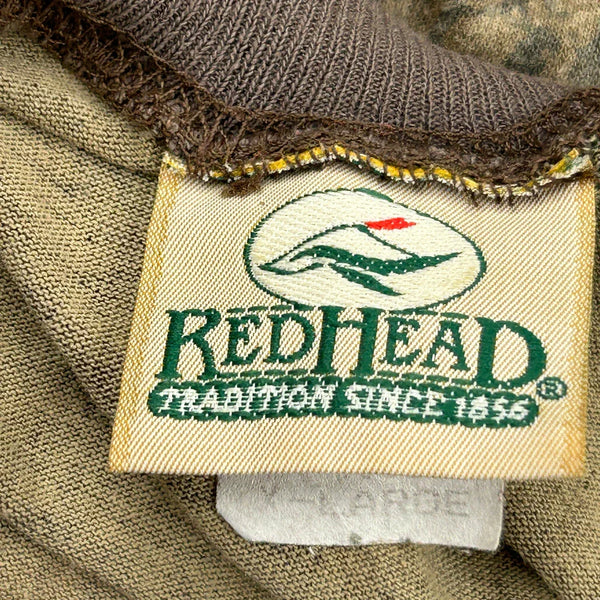 REDHEAD®
TRADITION SINCE 1856
X-LARGE